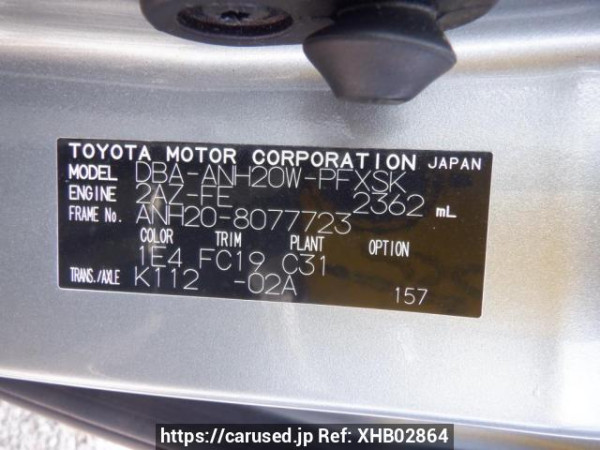 TOYOTA MOTOR CORPORATION JAPAN
MODEL DBA-ANH20W-PFXSK
ENGINE 2AZ-FE 2362 mL
FRAME No. ANH20-8077723
COLOR TRIM PLANT OPTION
1E4 FC19 C31
TRANS./AXLE K112 -02A
157
https://carused.jp Ref: XHB02864